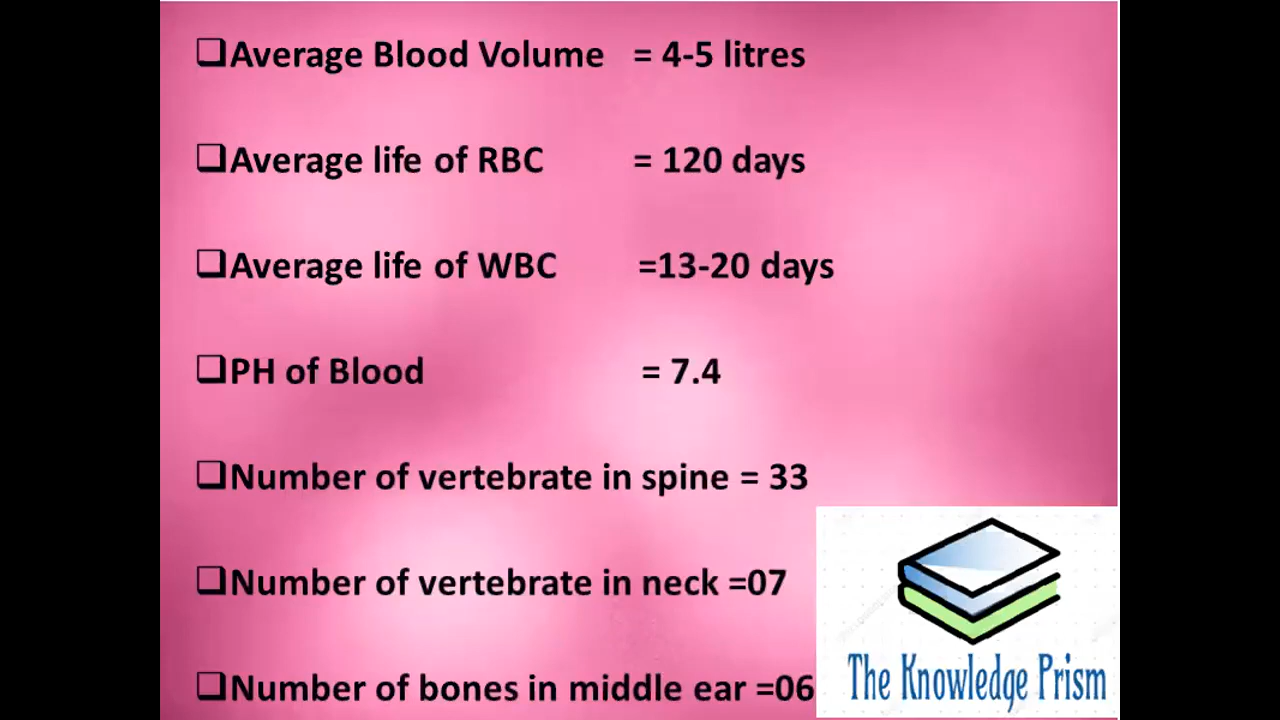 ❑Average Blood Volume = 4-5 litres
❑Average life of RBC = 120 days
❑Average life of WBC =13-20 days
❑PH of Blood = 7.4
❑Number of vertebrate in spine = 33
❑Number of vertebrate in neck =07
❑Number of bones in middle ear =06
The Knowledge Prism